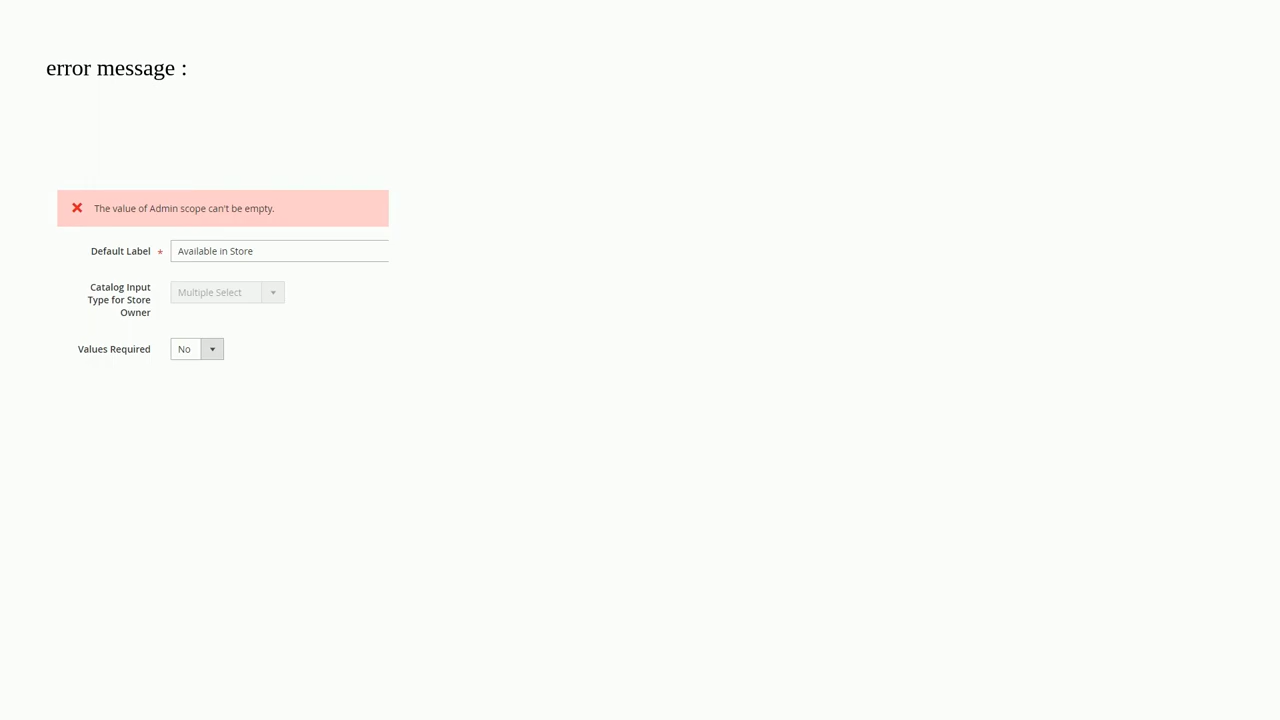 error message :
The value of Admin scope can't be empty.
Default Label * Available in Store
Catalog Input
Type for Store
Owner
Multiple Select
Values Required No